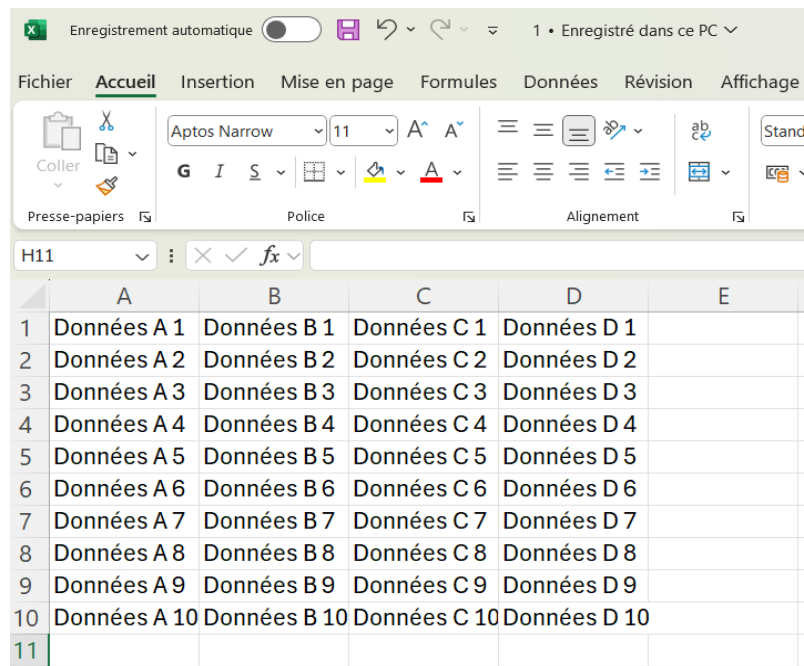 Enregistrement automatique 1 • Enregistré dans ce PC
Fichier Accueil Insertion Mise en page Formules Données Révision Affichage
Coller Aptos Narrow 11 A A ab c Stand
G I S A
Presse-papiers Police Alignement
H11 fx
A B C D E
1 Données A 1 Données B 1 Données C 1 Données D 1
2 Données A 2 Données B 2 Données C 2 Données D 2
3 Données A 3 Données B 3 Données C 3 Données D 3
4 Données A 4 Données B 4 Données C 4 Données D 4
5 Données A 5 Données B 5 Données C 5 Données D 5
6 Données A 6 Données B 6 Données C 6 Données D 6
7 Données A 7 Données B 7 Données C 7 Données D 7
8 Données A 8 Données B 8 Données C 8 Données D 8
9 Données A 9 Données B 9 Données C 9 Données D 9
10 Données A 10 Données B 10 Données C 10 Données D 10
11